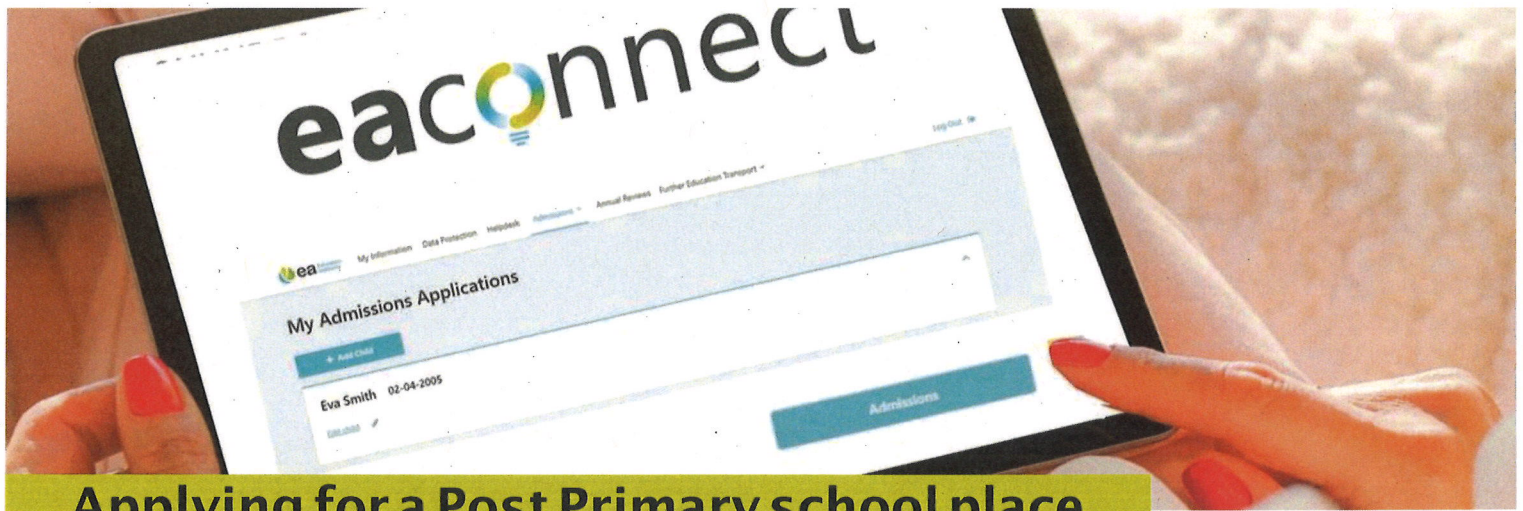 eaconnect
Log Out
ea
My Information Data Protection Helpdesk Admissions Annual Reviews Further Education Transport
My Admissions Applications
+ Add Child
Eva Smith 02-04-2005
Edit child
Admissions
Applying for a Post Primary school place